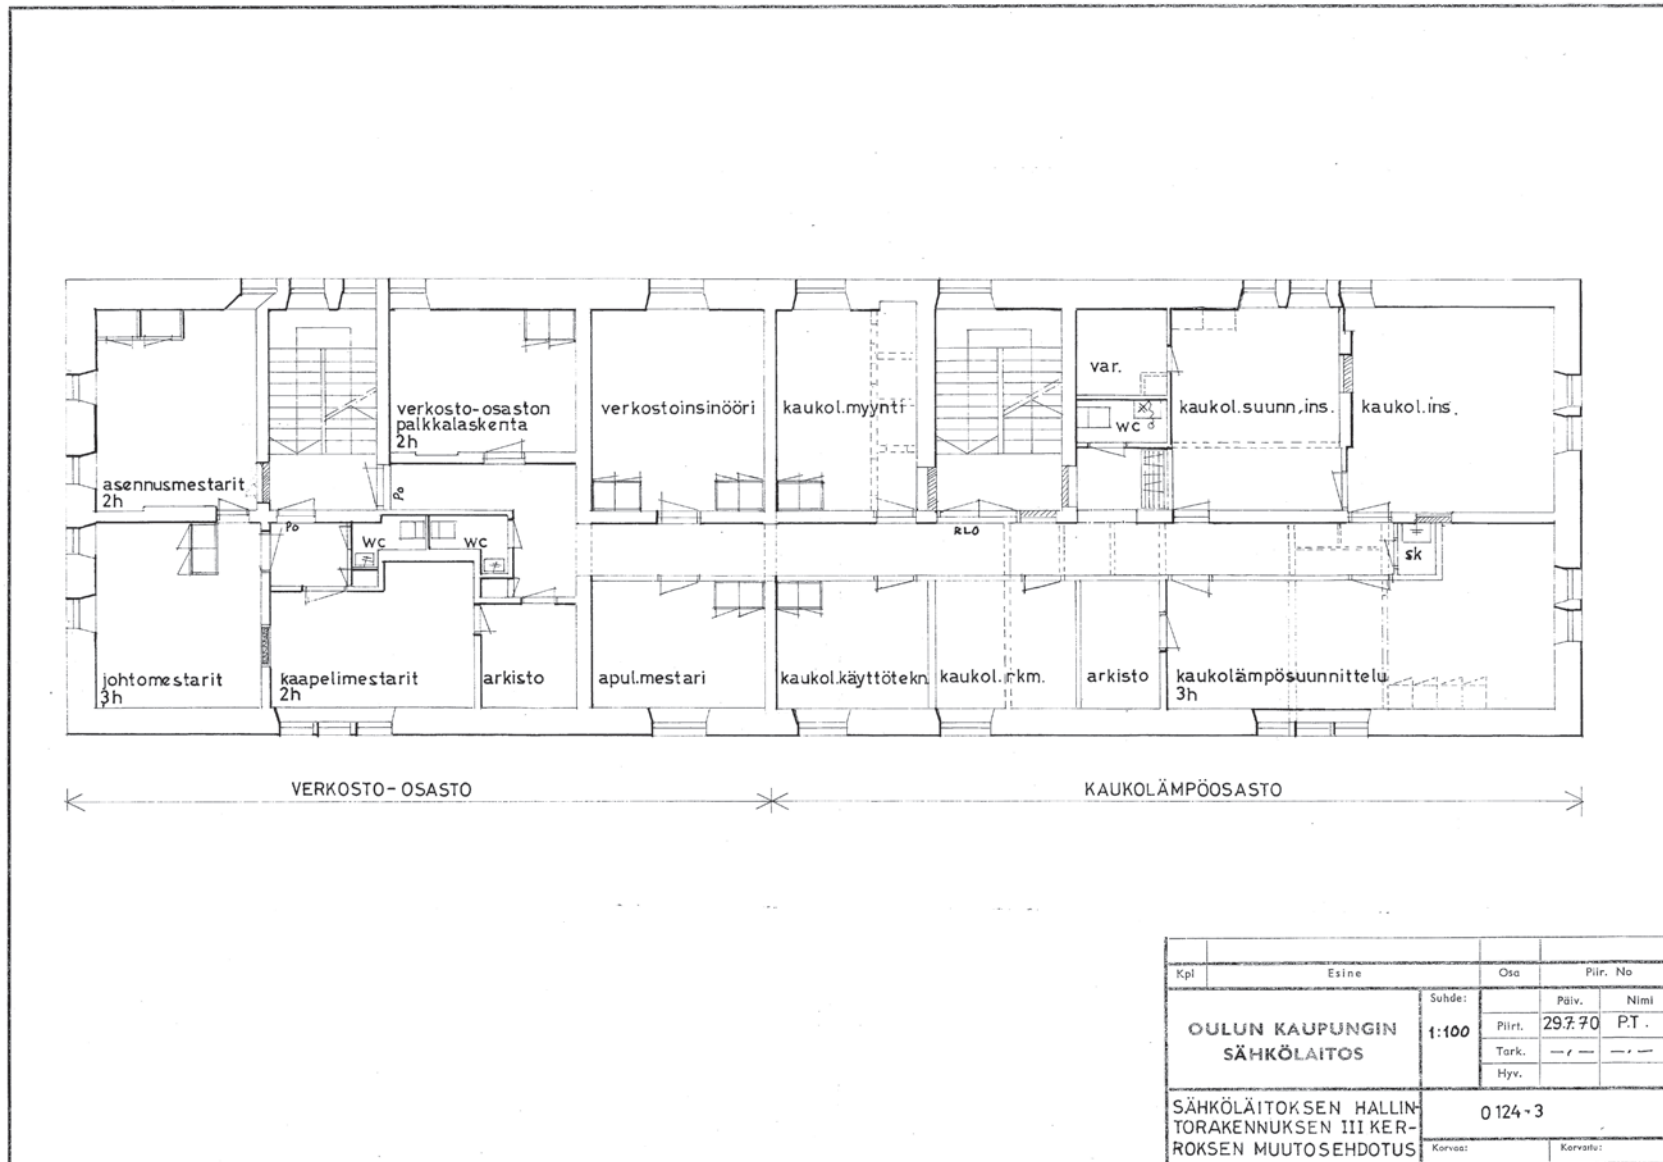 verkosto-osaston
palkkalaskenta
2h
verkostoinsinööri
kaukol.myynti
var.
wc
kaukol.suunn,ins.
kaukol.ins.
asennusmestarit
2h
Po
Po
wc
wc
RLO
sk
johtomestarit
3h
kaapelimestarit
2h
arkisto
apul.mestari
kaukol.käyttötekn.
kaukol.rkm.
arkisto
kaukolämpösuunnittelu
3h
VERKOSTO-OSASTO
KAUKOLÄMPÖOSASTO
Kpl Esine Osa Piir. No
OULUN KAUPUNGIN
SÄHKÖLAITOS
Suhde:
1:100
Päiv. Nimi
Piirt. 29.7.70 P.T.
Tark. —,— —,—
Hyv.
SÄHKÖLÄITOKSEN HALLIN-
TORAKENNUKSEN III KER-
ROKSEN MUUTOSEHDOTUS
0124-3
Korvaa: Korvattu: